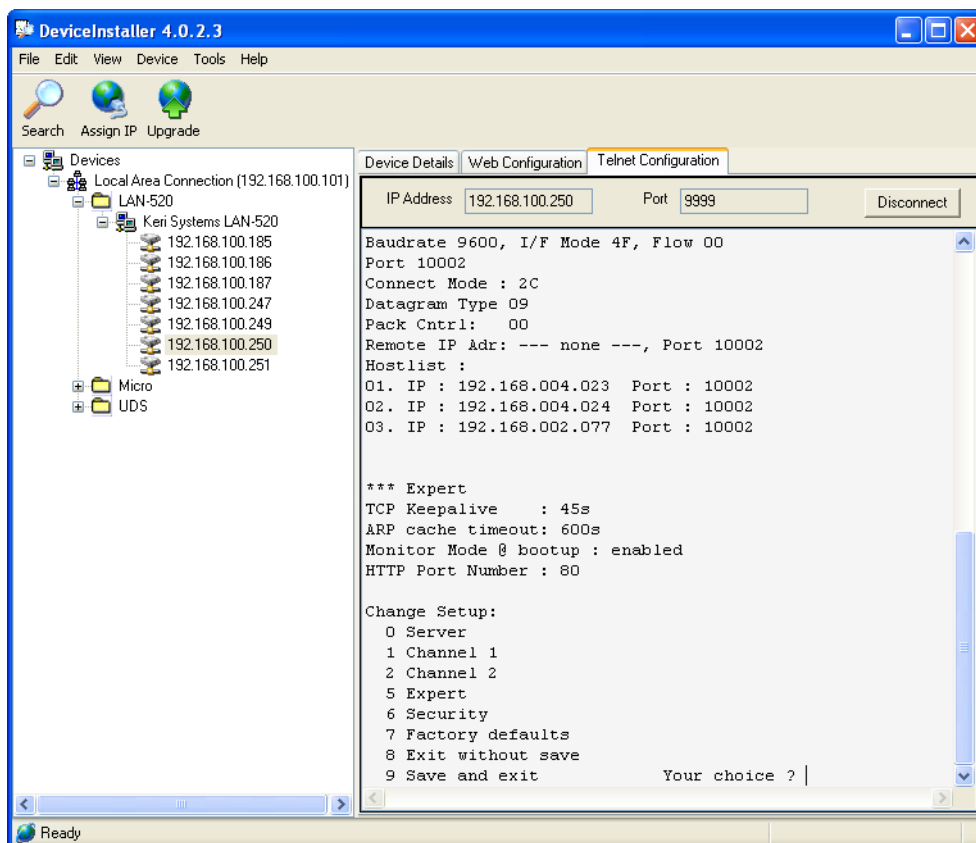 DeviceInstaller 4.0.2.3
File Edit View Device Tools Help
Search Assign IP Upgrade
Devices
Local Area Connection (192.168.100.101)
LAN-520
Keri Systems LAN-520
192.168.100.185
192.168.100.186
192.168.100.187
192.168.100.247
192.168.100.249
192.168.100.250
192.168.100.251
Micro
UDS
Device Details Web Configuration Telnet Configuration
IP Address 192.168.100.250 Port 9999 Disconnect
Baudrate 9600, I/F Mode 4F, Flow 00
Port 10002
Connect Mode : 2C
Datagram Type 09
Pack Cntrl: 00
Remote IP Adr: --- none ---, Port 10002
Hostlist :
01. IP : 192.168.004.023 Port : 10002
02. IP : 192.168.004.024 Port : 10002
03. IP : 192.168.002.077 Port : 10002
*** Expert
TCP Keepalive : 45s
ARP cache timeout: 600s
Monitor Mode @ bootup : enabled
HTTP Port Number : 80
Change Setup:
0 Server
1 Channel 1
2 Channel 2
5 Expert
6 Security
7 Factory defaults
8 Exit without save
9 Save and exit Your choice ?
Ready